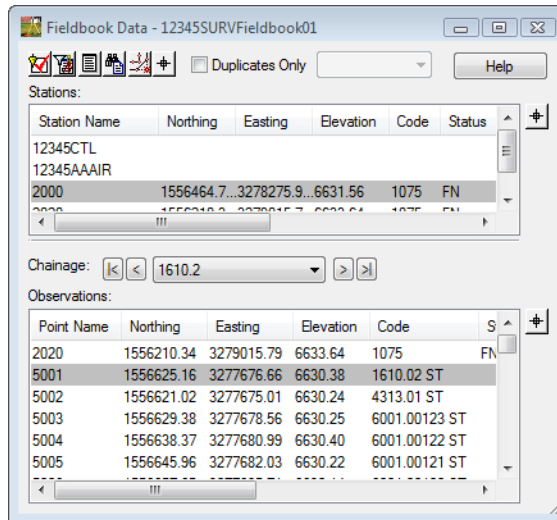 Fieldbook Data - 12345SURVFieldbook01
Duplicates Only Help
Stations:
Station Name Northing Easting Elevation Code Status
12345CTL
12345AAAIR
2000 1556464.7... 3278275.9... 6631.56 1075 FN
Chainage: 1610.2
Observations:
Point Name Northing Easting Elevation Code S
2020 1556210.34 3279015.79 6633.64 1075 FN
5001 1556625.16 3277676.66 6630.38 1610.02 ST
5002 1556621.02 3277675.01 6630.24 4313.01 ST
5003 1556629.38 3277678.56 6630.25 6001.00123 ST
5004 1556638.37 3277680.99 6630.40 6001.00122 ST
5005 1556645.96 3277682.03 6630.22 6001.00121 ST